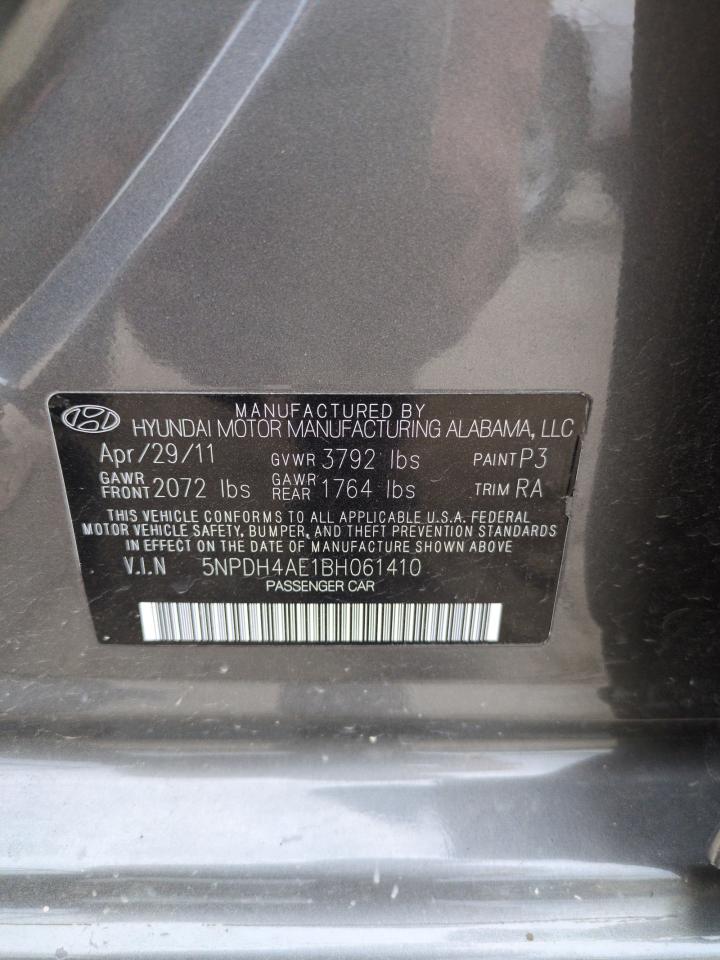 MANUFACTURED BY
HYUNDAI MOTOR MANUFACTURING ALABAMA, LLC
Apr/29/11 GVWR 3792 lbs PAINT P3
GAWR FRONT 2072 lbs GAWR REAR 1764 lbs TRIM RA
THIS VEHICLE CONFORMS TO ALL APPLICABLE U.S.A. FEDERAL
MOTOR VEHICLE SAFETY, BUMPER, AND THEFT PREVENTION STANDARDS
IN EFFECT ON THE DATE OF MANUFACTURE SHOWN ABOVE
V.I.N 5NPDH4AE1BH061410
PASSENGER CAR